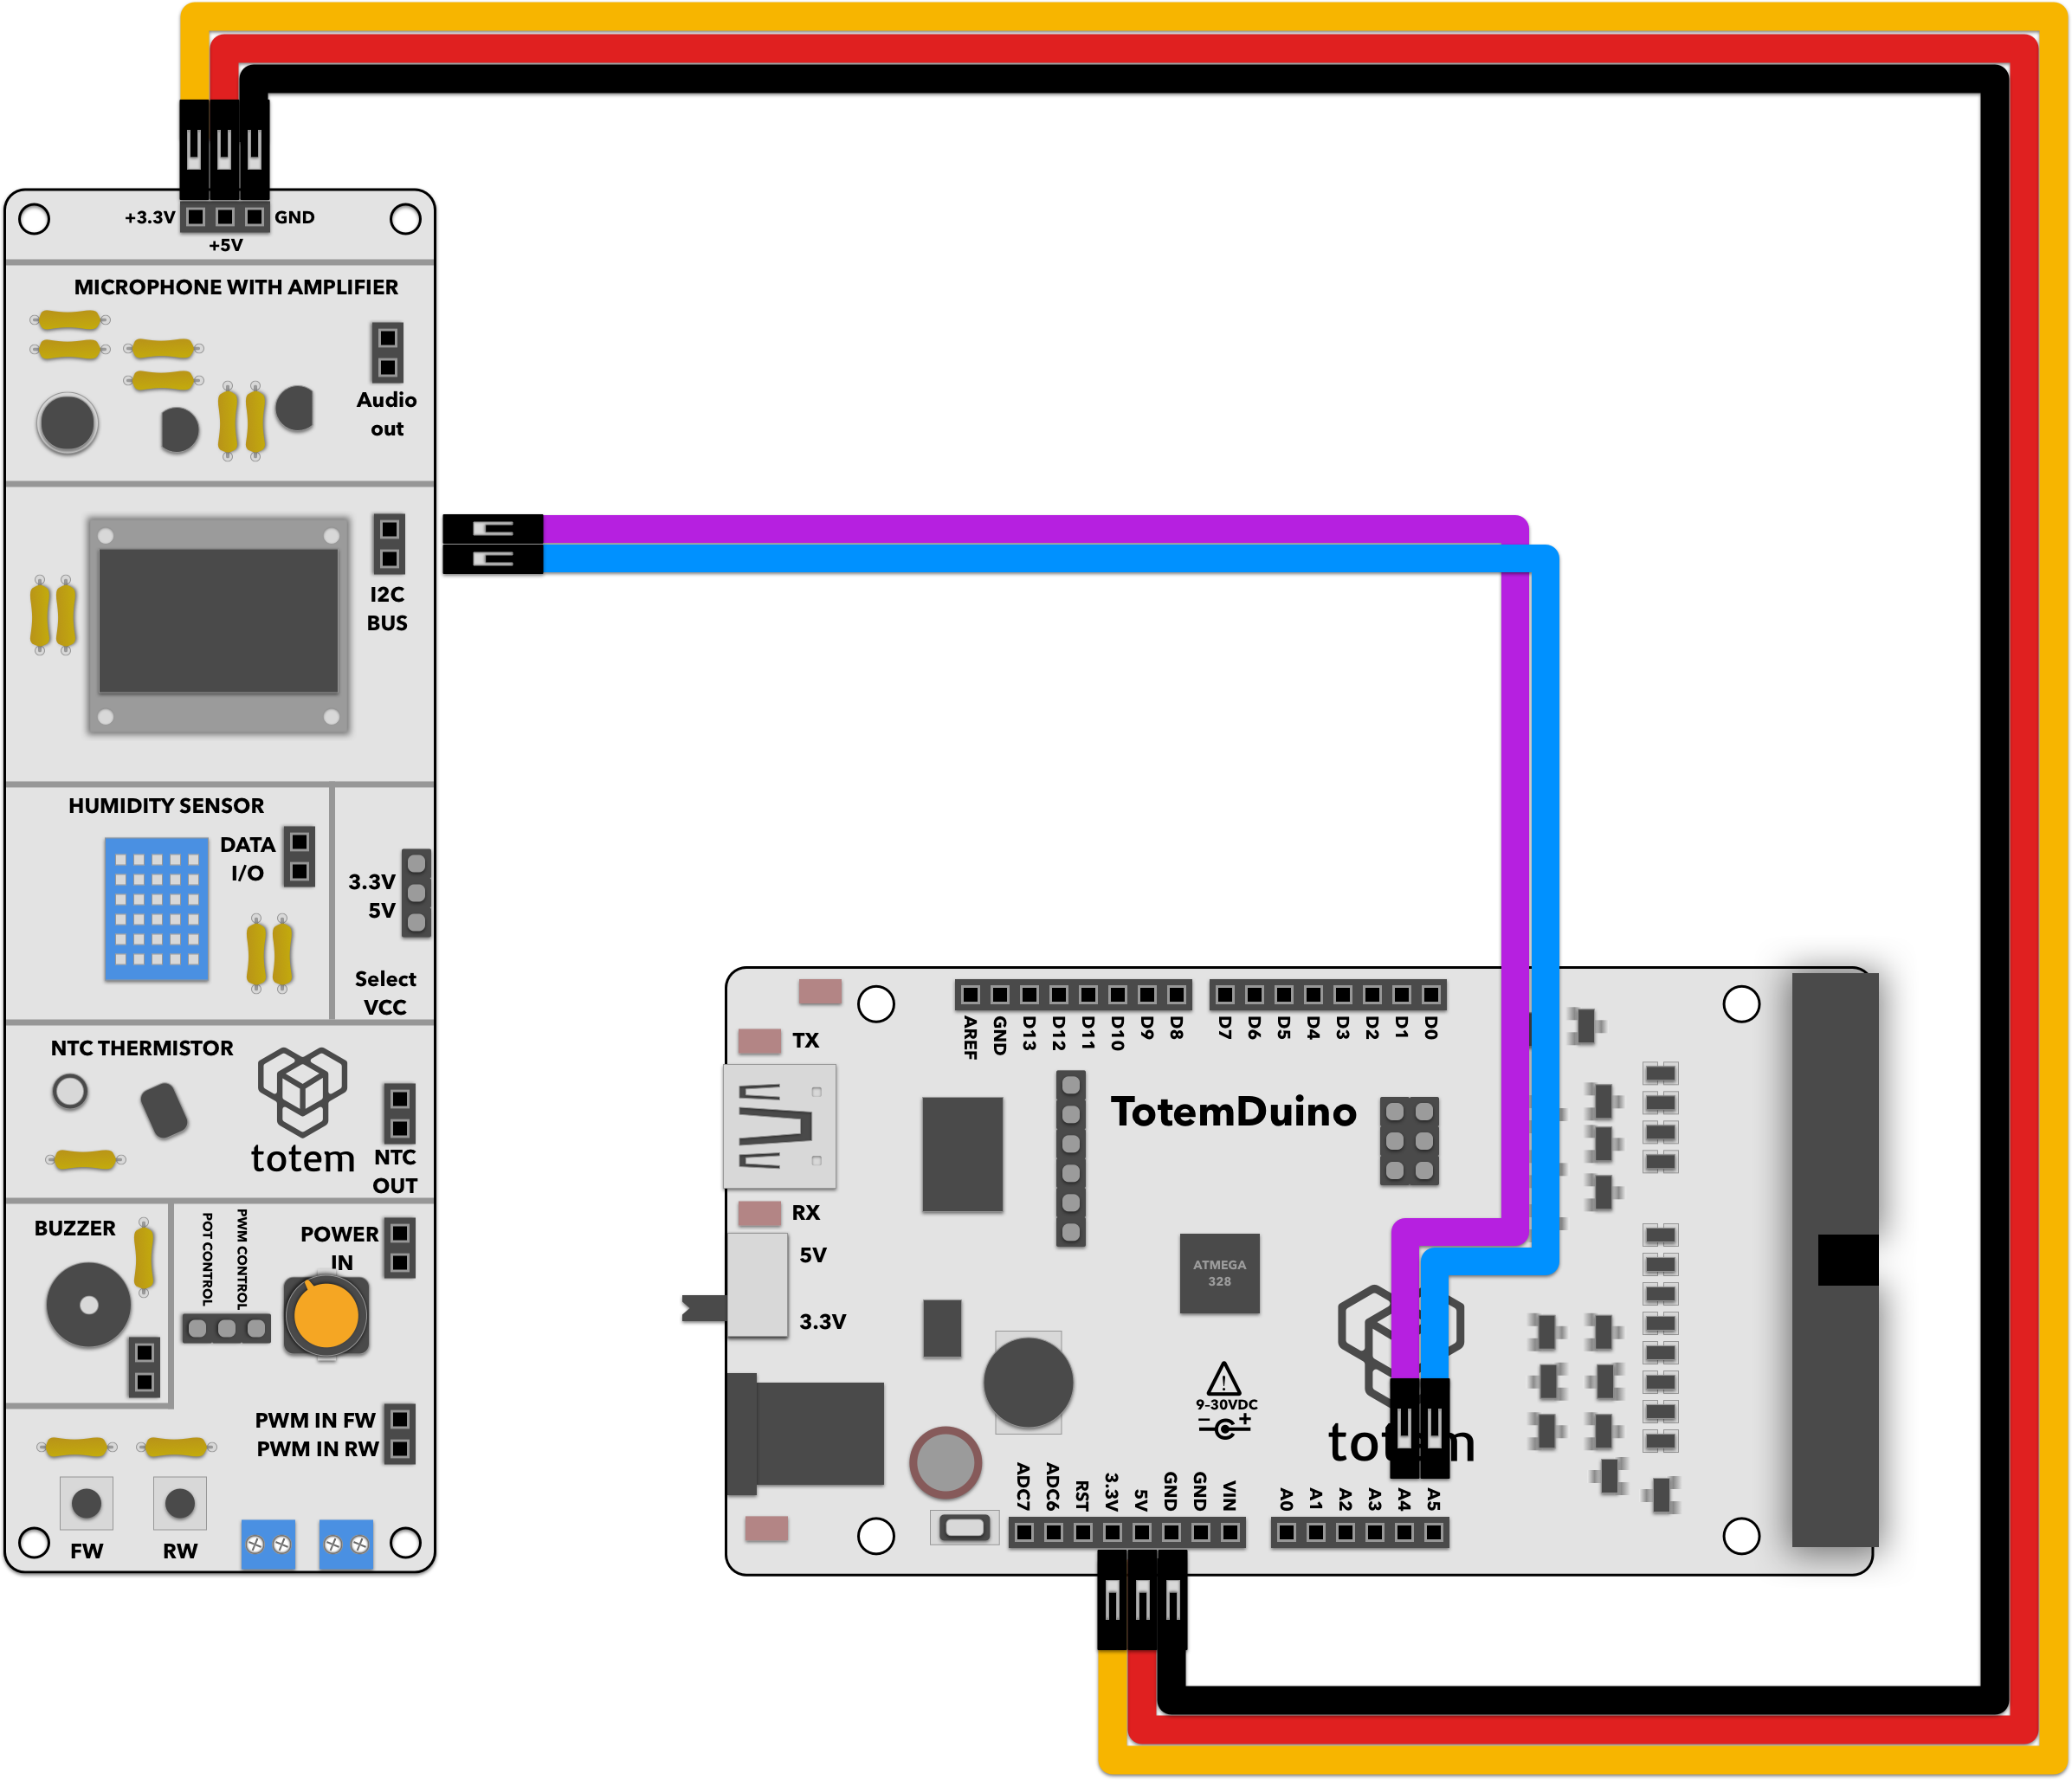 +3.3V
GND
+5V
MICROPHONE WITH AMPLIFIER
Audio
out
I2C
BUS
HUMIDITY SENSOR
DATA
I/O
3.3V
5V
Select
VCC
NTC THERMISTOR
totem
NTC
OUT
BUZZER
POT CONTROL
PWM CONTROL
POWER
IN
PWM IN FW
PWM IN RW
FW
RW
AREF
GND
D13
D12
D11
D10
D9
D8
D7
D6
D5
D4
D3
D2
D1
D0
TX
TotemDuino
RX
5V
3.3V
ATMEGA
328
9-30VDC
- +
totem
ADC7
ADC6
RST
3.3V
5V
GND
GND
VIN
A0
A1
A2
A3
A4
A5